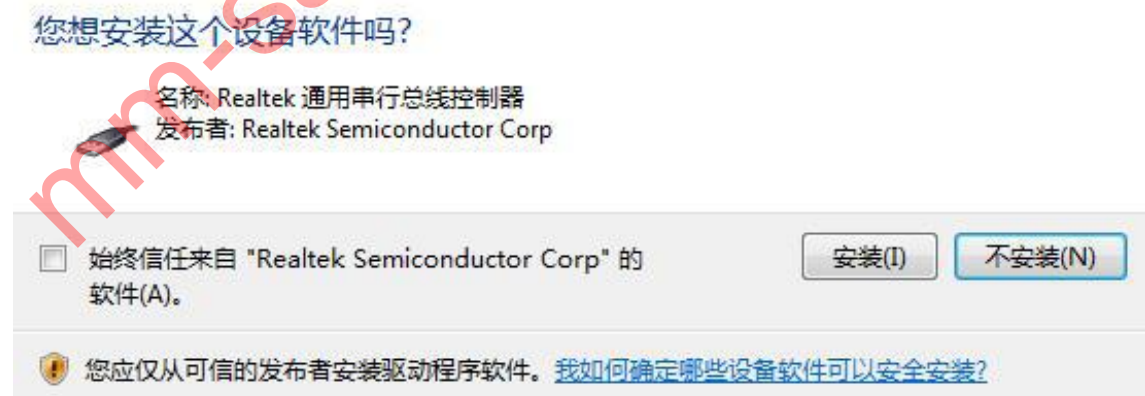 您想安装这个设备软件吗?
名称: Realtek 通用串行总线控制器
发布者: Realtek Semiconductor Corp
始终信任来自 "Realtek Semiconductor Corp" 的
软件(A)。
安装(I)
不安装(N)
您应仅从可信的发布者安装驱动程序软件。我如何确定哪些设备软件可以安全安装?